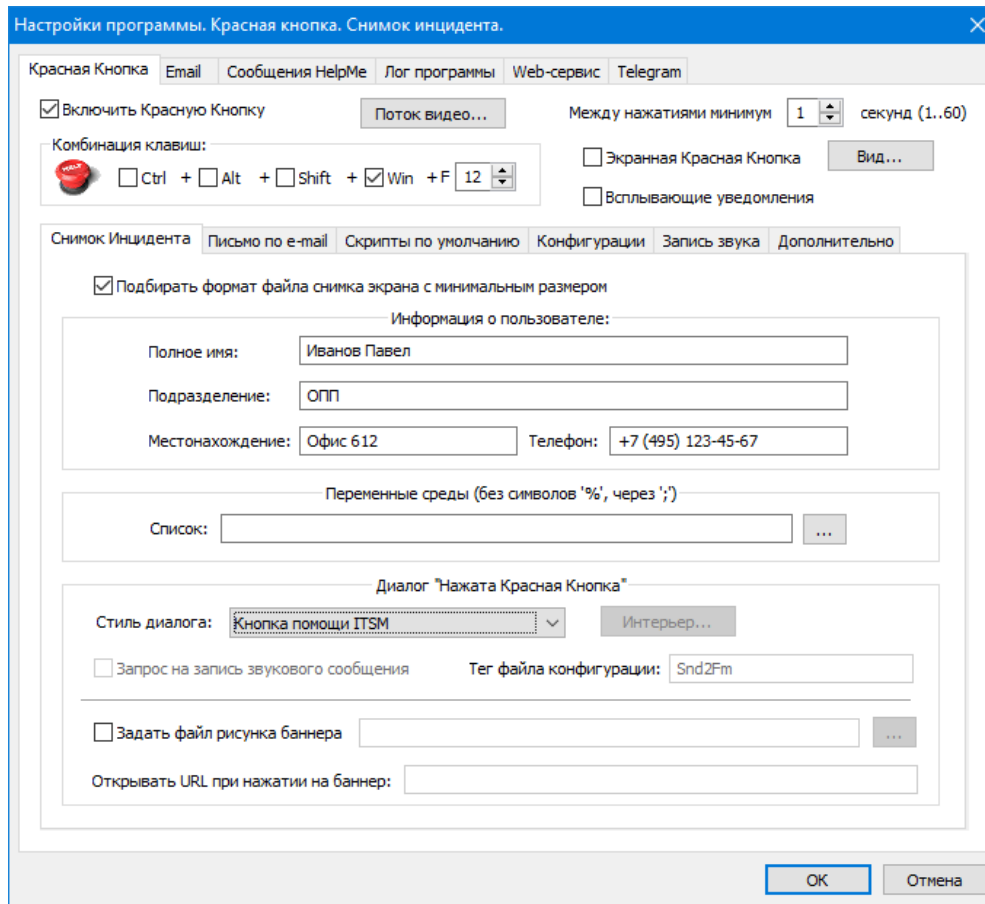 Настройки программы. Красная кнопка. Снимок инцидента.
Красная Кнопка Email Сообщения HelpMe Лог программы Web-сервис Telegram
Включить Красную Кнопку Поток видео... Между нажатиями минимум 1 секунд (1..60)
Комбинация клавиш:
HELP Ctrl + Alt + Shift + Win + F 12
Экранная Красная Кнопка Вид...
Всплывающие уведомления
Снимок Инцидента Письмо по e-mail Скрипты по умолчанию Конфигурации Запись звука Дополнительно
Подбирать формат файла снимка экрана с минимальным размером
Информация о пользователе:
Полное имя: Иванов Павел
Подразделение: ОПП
Местонахождение: Офис 612 Телефон: +7 (495) 123-45-67
Переменные среды (без символов '%', через ';')
Список: ...
Диалог "Нажата Красная Кнопка"
Стиль диалога: Кнопка помощи ITSM Интерьер...
Запрос на запись звукового сообщения Тег файла конфигурации: Snd2Fm
Задать файл рисунка баннера ...
Открывать URL при нажатии на баннер:
OK Отмена